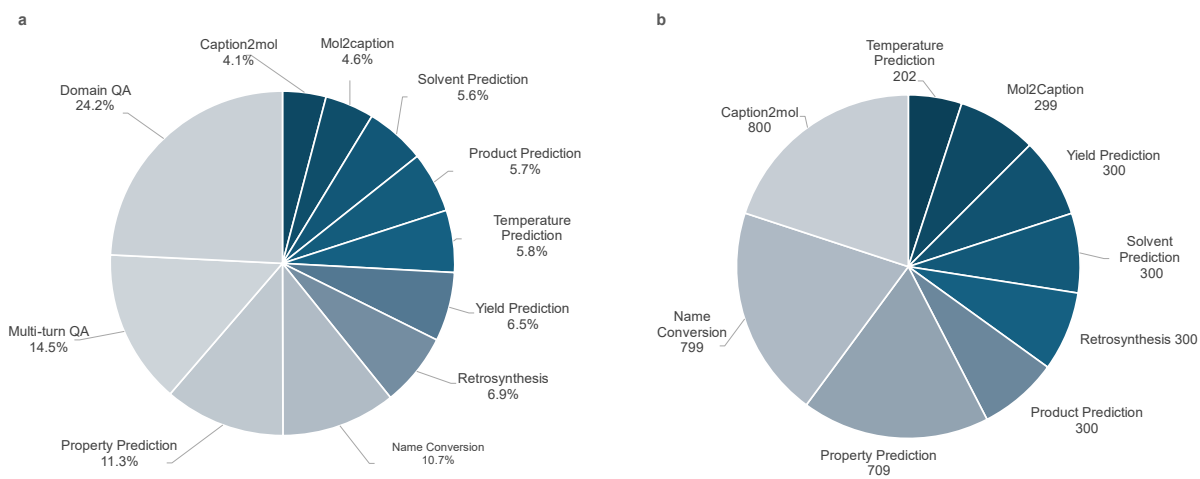 a
Caption2mol
4.1%
Mol2caption
4.6%
Solvent Prediction
5.6%
Product Prediction
5.7%
Temperature
Prediction
5.8%
Yield Prediction
6.5%
Retrosynthesis
6.9%
Name Conversion
10.7%
Property Prediction
11.3%
Multi-turn QA
14.5%
Domain QA
24.2%
b
Temperature
Prediction
202
Mol2Caption
299
Yield Prediction
300
Solvent
Prediction
300
Retrosynthesis 300
Product Prediction
300
Property Prediction
709
Name
Conversion
799
Caption2mol
800